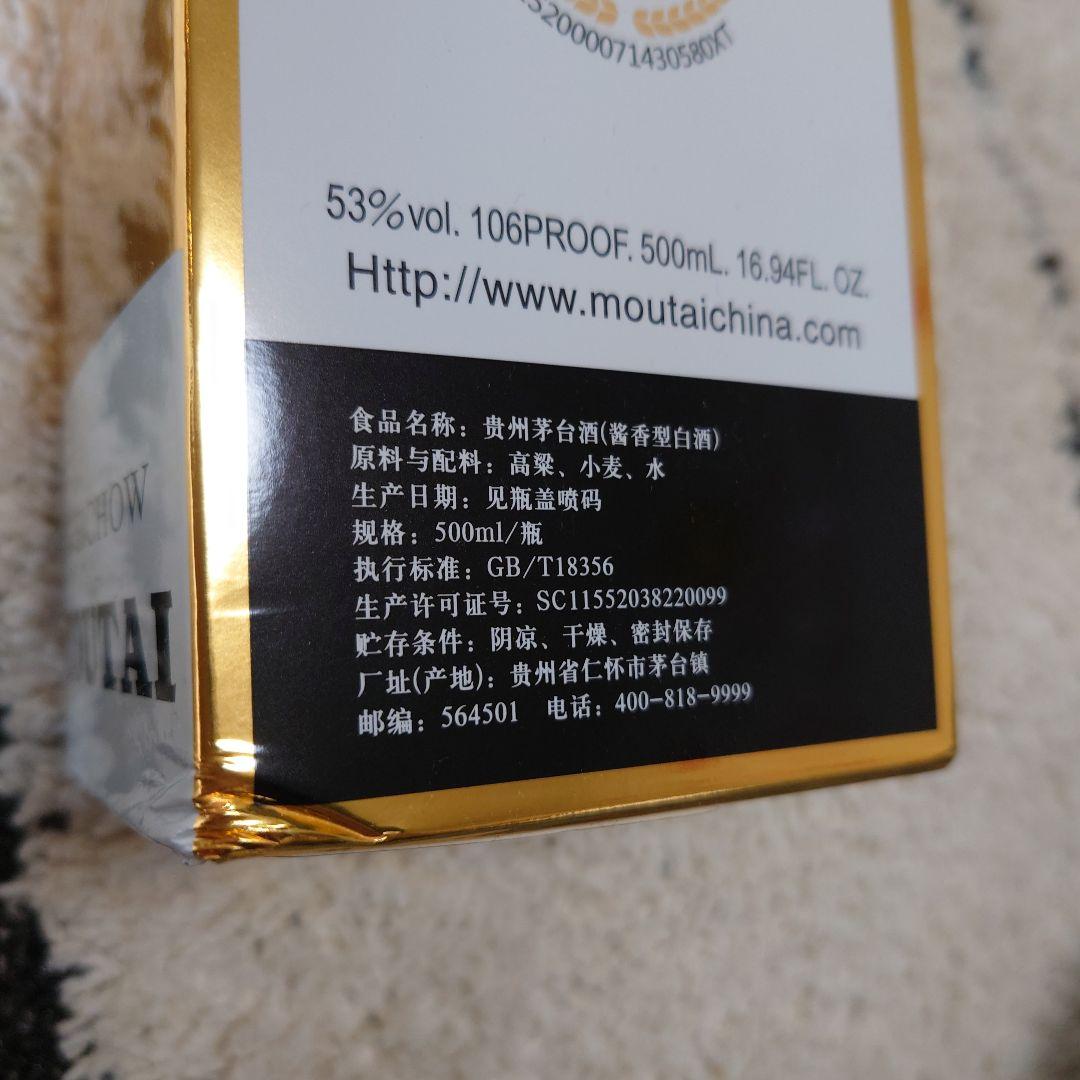 5200007143058OXT
53%vol. 106PROOF. 500mL. 16.94FL. OZ.
Http://www.moutaichina.com
食品名称：贵州茅台酒(酱香型白酒)
原料与配料：高粱、小麦、水
生产日期：见瓶盖喷码
规格：500ml/瓶
执行标准：GB/T18356
生产许可证号：SC11552038220099
贮存条件：阴凉、干燥、密封保存
厂址(产地)：贵州省仁怀市茅台镇
邮编：564501 电话：400-818-9999
CHOW
UTAI